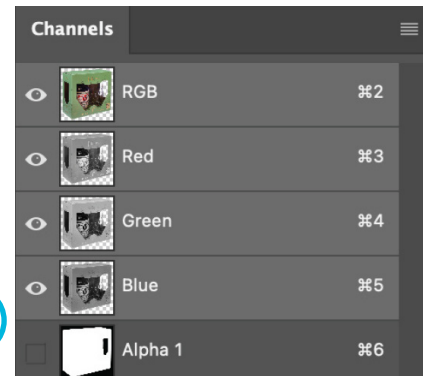 Channels
RGB ⌘2
Red ⌘3
Green ⌘4
Blue ⌘5
Alpha 1 ⌘6